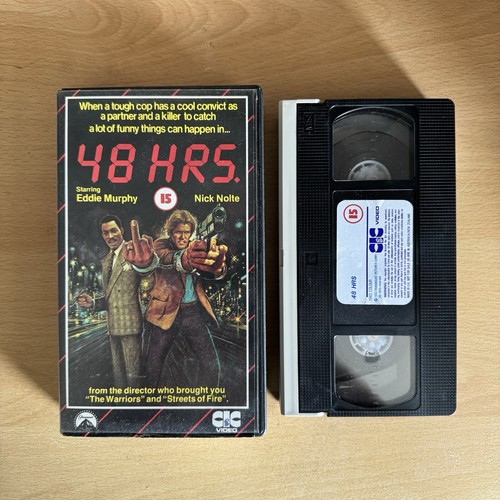 When a tough cop has a cool convict as
a partner and a killer to catch
a lot of funny things can happen in...
48 HRS.
Starring
Eddie Murphy
15
Nick Nolte
from the director who brought you
"The Warriors" and "Streets of Fire".
CIC
VIDEO
15
CIC
VIDEO
48 HRS